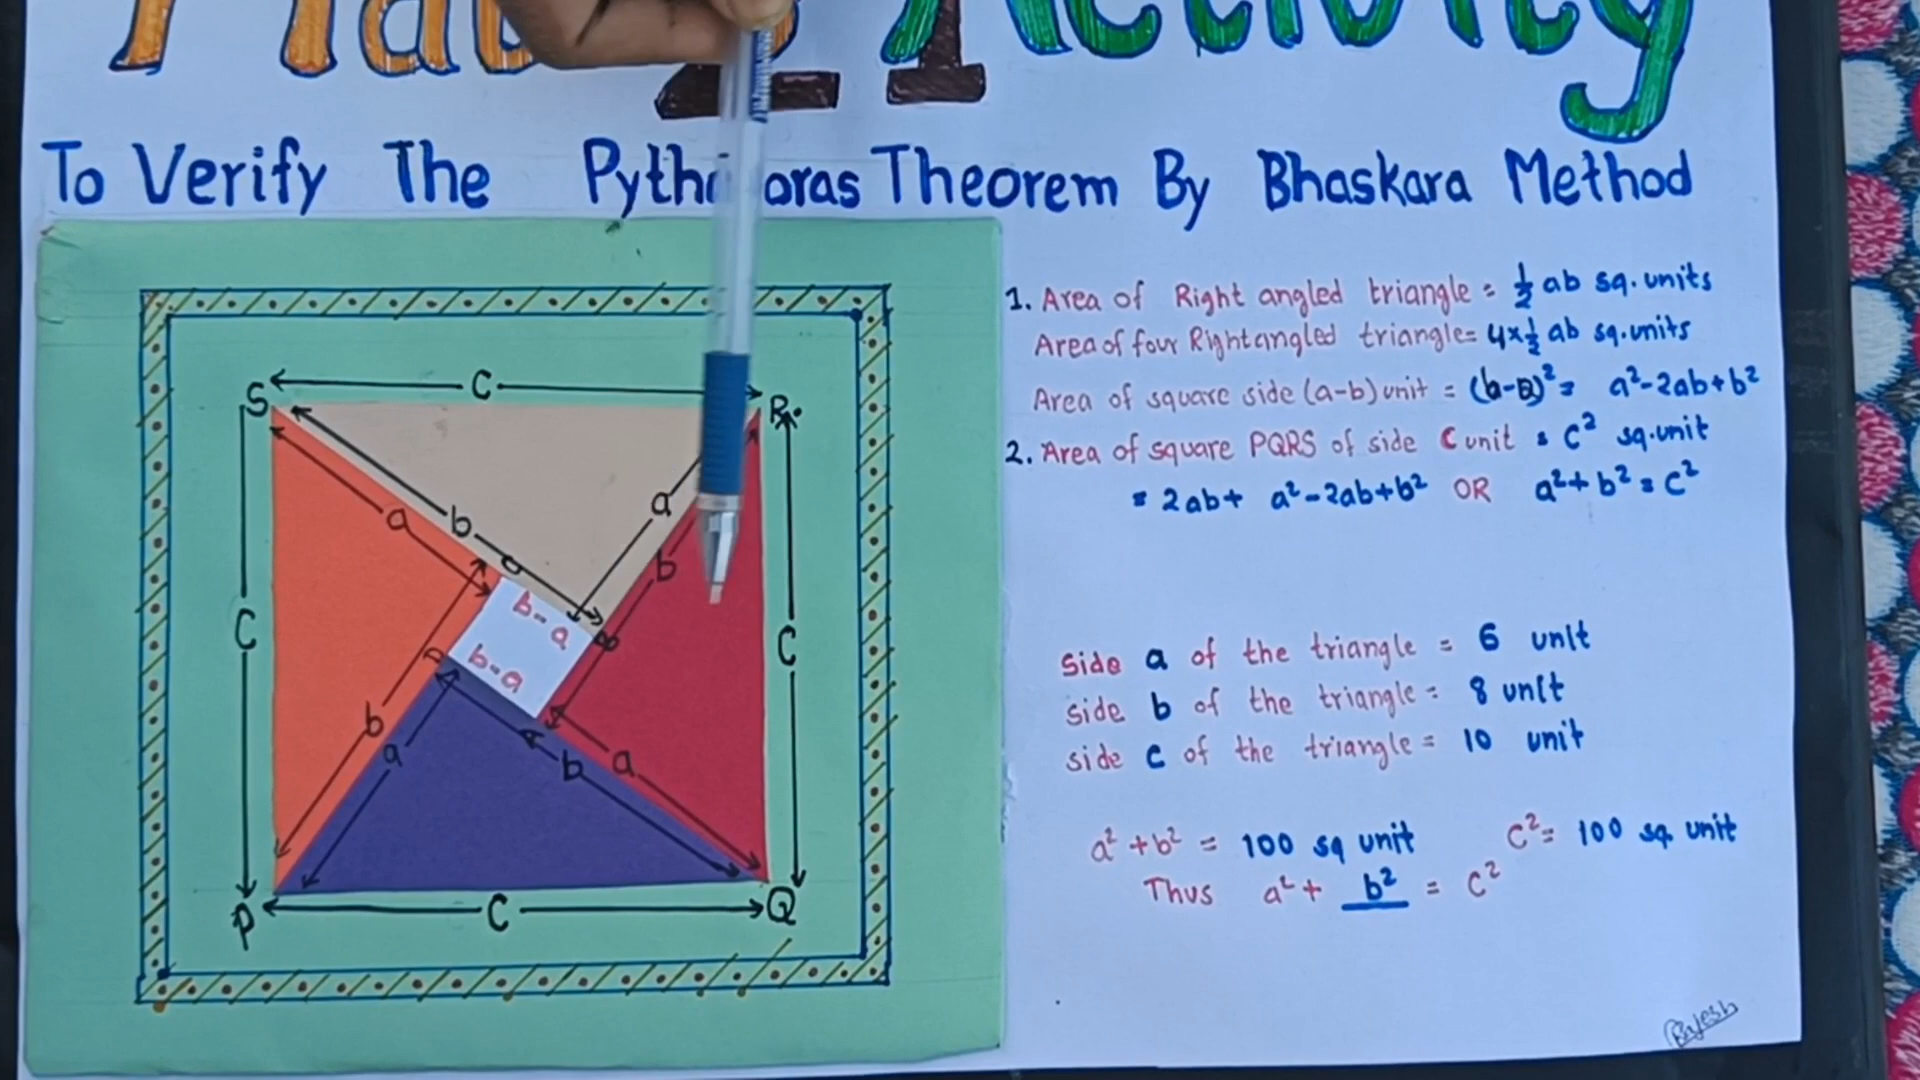 Activity
To Verify The Pyth oras Theorem By Bhaskara Method
1. Area of Right angled triangle = 1/2 ab sq. units
Area of four Right angled triangle = 4×1/2 ab sq. units
Area of square side (a-b) unit = (b-a)² = a²-2ab+b²
2. Area of square PQRS of side C unit = C² sq. unit
= 2ab + a²-2ab+b² OR a²+b² = c²
S
C
R
a
b
a
b
C
C
b-a
b-a
b
a
b
a
P
C
Q
Side a of the triangle = 6 unit
Side b of the triangle = 8 unit
side c of the triangle = 10 unit
a²+b² = 100 sq unit C² = 100 sq. unit
Thus a² + b² = C²